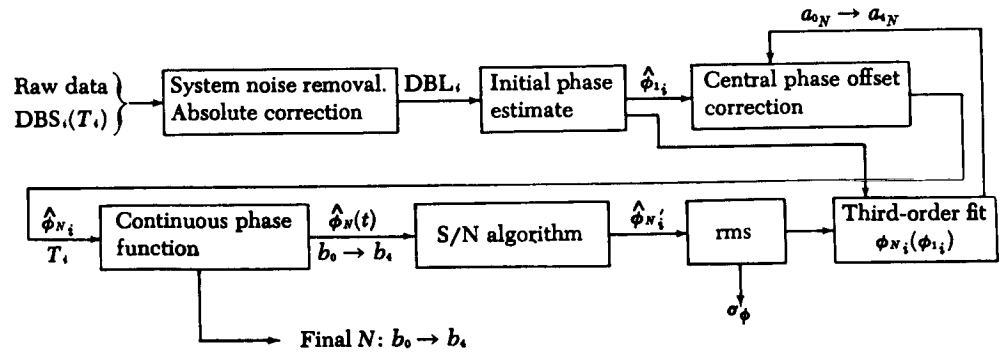 a₀N → a₄N
Raw data
DBSᵢ(Tᵢ)
System noise removal.
Absolute correction
DBLᵢ
Initial phase
estimate
ϕ̂₁ᵢ
Central phase offset
correction
ϕ̂Nᵢ
Tᵢ
Continuous phase
function
ϕ̂N(t)
b₀ → b₄
S/N algorithm
ϕ̂Nᵢ′
rms
Third-order fit
ϕNᵢ(ϕ₁ᵢ)
σϕ
Final N: b₀ → b₄